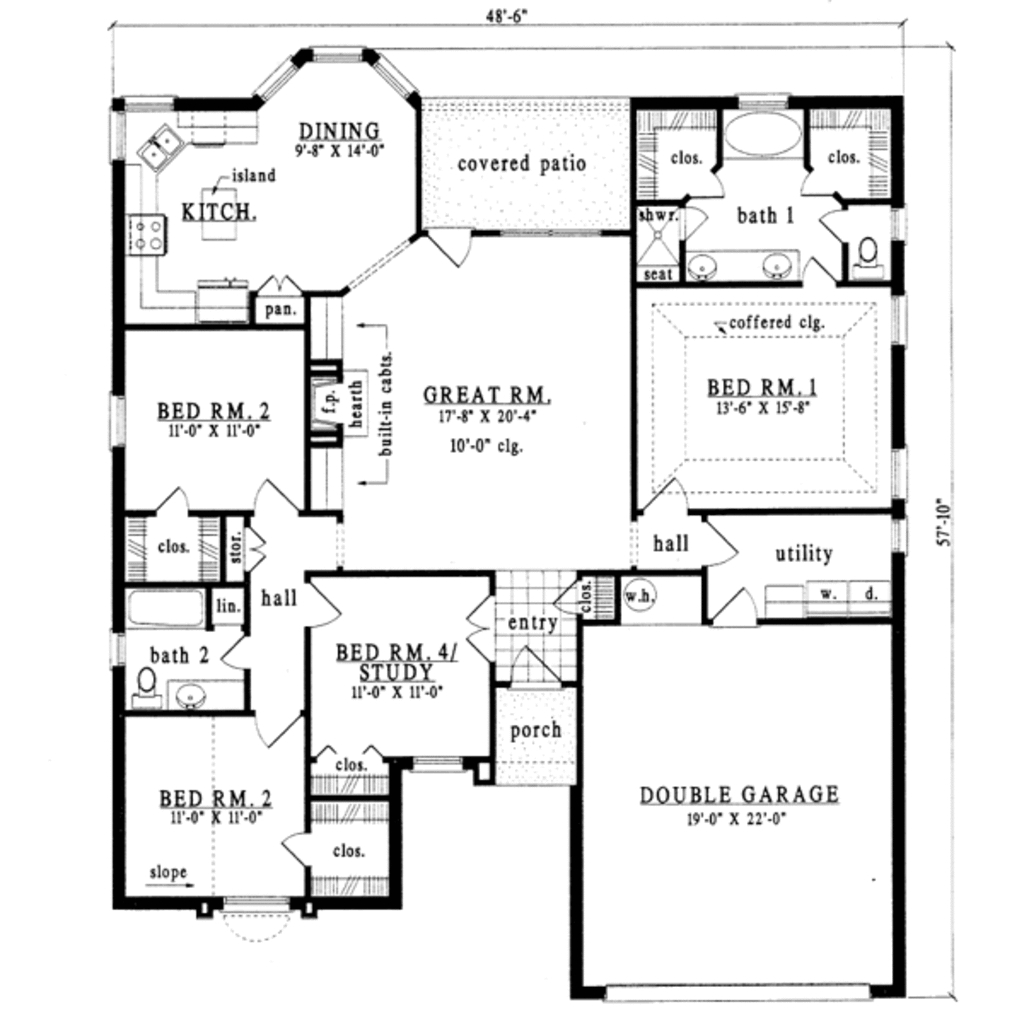 48'-6"
DINING
9'-8" X 14'-0"
covered patio
clos.
clos.
island
KITCH.
shwr.
bath 1
seat
pan.
coffered clg.
built-in cabts.
hearth
f.p.
GREAT RM.
17'-8" X 20'-4"
10'-0" clg.
BED RM. 1
13'-6" X 15'-8"
BED RM. 2
11'-0" X 11'-0"
57'-10"
clos.
stor.
hall
utility
w.
d.
hall
lin.
clos.
w.h.
entry
bath 2
BED RM. 4/
STUDY
11'-0" X 11'-0"
porch
clos.
BED RM. 2
11'-0" X 11'-0"
DOUBLE GARAGE
19'-0" X 22'-0"
clos.
slope